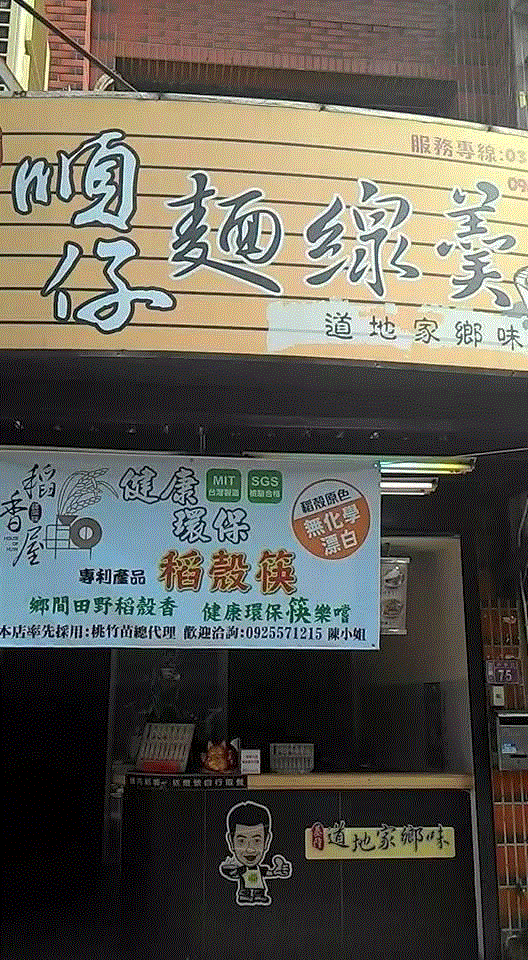 服務專線:03
09
順仔
麵線羹
道地家鄉味
稻香屋
健康
環保
MIT
台灣製造
SGS
檢驗合格
稻殼原色
無化學
漂白
專利產品 稻殼筷
鄉間田野稻殼香 健康環保筷樂嚐
本店率先採用:桃竹苗總代理 歡迎洽詢:0925571215 陳小姐
75
道地家鄉味